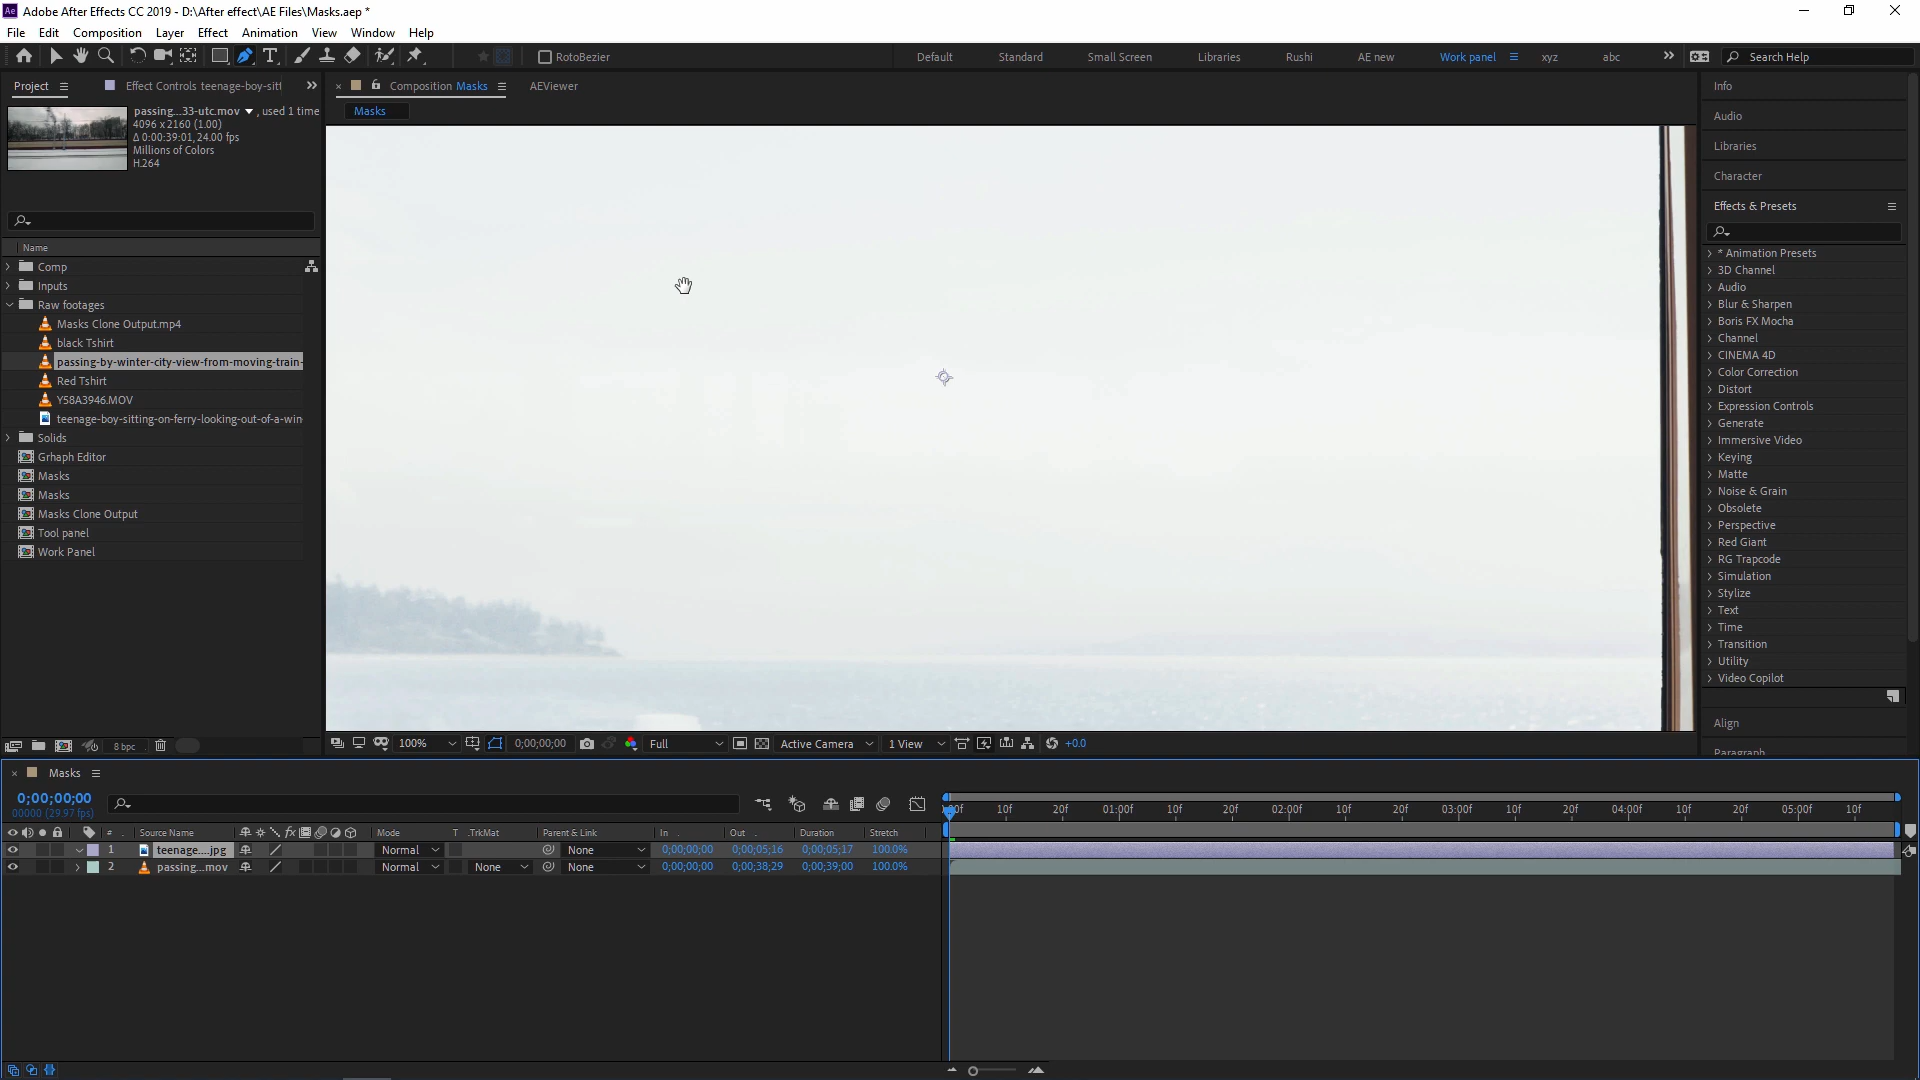 Ae Adobe After Effects CC 2019 - D:\After effect\AE Files\Masks.aep *
File Edit Composition Layer Effect Animation View Window Help
RotoBezier Default Standard Small Screen Libraries Rushi AE new Work panel xyz abc Search Help
Project Effect Controls teenage-boy-sitt Composition Masks AEViewer Info
passing...33-utc.mov , used 1 time Masks
4096 x 2160 (1.00) Audio
Δ 0:00:39:01, 24.00 fps
Millions of Colors Libraries
H.264
Character
Effects & Presets
Name
* Animation Presets
Comp 3D Channel
Inputs Audio
Raw footages Blur & Sharpen
Masks Clone Output.mp4 Boris FX Mocha
black Tshirt Channel
passing-by-winter-city-view-from-moving-train- CINEMA 4D
Red Tshirt Color Correction
Y58A3946.MOV Distort
teenage-boy-sitting-on-ferry-looking-out-of-a-win Expression Controls
Solids Generate
Grhaph Editor Immersive Video
Masks Keying
Masks Matte
Masks Clone Output Noise & Grain
Tool panel Obsolete
Work Panel Perspective
Red Giant
RG Trapcode
Simulation
Stylize
Text
Time
Transition
Utility
Video Copilot
Align
8 bpc 100% 0;00;00;00 Full Active Camera 1 View +0.0
Paragraph
Masks
0;00;00;00
00000 (29.97 fps) 10f 20f 01:00f 10f 20f 02:00f 10f 20f 03:00f 10f 20f 04:00f 10f 20f 05:00f 10f
# Source Name fx Mode T .TrkMat Parent & Link In Out Duration Stretch
1 teenage....jpg Normal None 0;00;00;00 0;00;05;16 0;00;05;17 100.0%
2 passing...mov Normal None None 0;00;00;00 0;00;38;29 0;00;39;00 100.0%